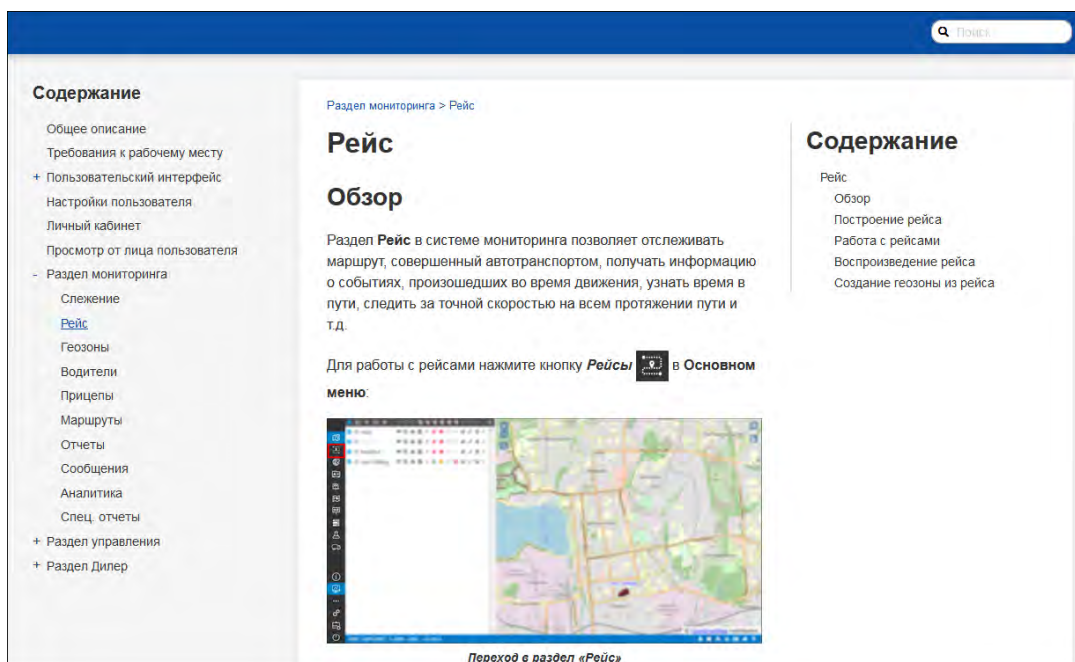 Поиск
Содержание
Общее описание
Требования к рабочему месту
+ Пользовательский интерфейс
Настройки пользователя
Личный кабинет
Просмотр от лица пользователя
- Раздел мониторинга
Слежение
Рейс
Геозоны
Водители
Прицепы
Маршруты
Отчеты
Сообщения
Аналитика
Спец. отчеты
+ Раздел управления
+ Раздел Дилер
Раздел мониторинга > Рейс
Рейс
Обзор
Раздел Рейс в системе мониторинга позволяет отслеживать
маршрут, совершенный автотранспортом, получать информацию
о событиях, произошедших во время движения, узнать время в
пути, следить за точной скоростью на всем протяжении пути и
т.д.
Для работы с рейсами нажмите кнопку Рейсы в Основном
меню:
Переход в раздел «Рейс»
Содержание
Рейс
Обзор
Построение рейса
Работа с рейсами
Воспроизведение рейса
Создание геозоны из рейса